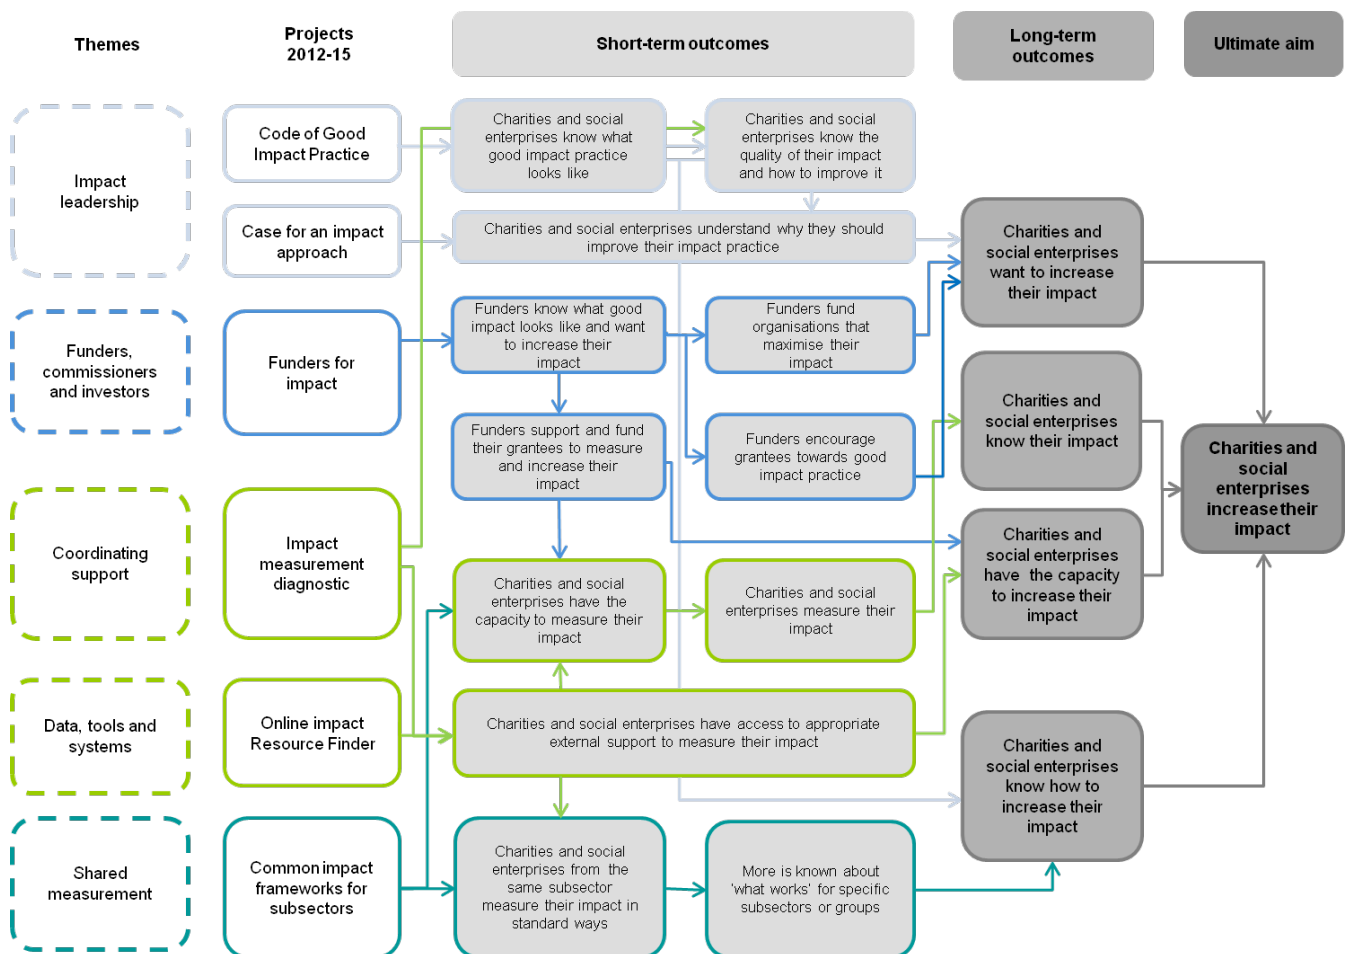 Themes
Projects
2012-15
Short-term outcomes
Long-term
outcomes
Ultimate aim
Impact
leadership
Code of Good
Impact Practice
Charities and social
enterprises know what
good impact practice
looks like
Charities and social
enterprises know the
quality of their impact
and how to improve it
Case for an impact
approach
Charities and social enterprises understand why they should
improve their impact practice
Charities and
social enterprises
want to increase
their impact
Funders,
commissioners
and investors
Funders for
impact
Funders know what good
impact looks like and want
to increase their
impact
Funders fund
organisations that
maximise their
impact
Funders support and fund
their grantees to measure
and increase their
impact
Funders encourage
grantees towards good
impact practice
Charities and
social enterprises
know their impact
Charities and
social
enterprises
increase their
impact
Coordinating
support
Impact
measurement
diagnostic
Charities and social
enterprises have the
capacity to measure their
impact
Charities and social
enterprises measure their
impact
Charities and
social enterprises
have the capacity
to increase their
impact
Data, tools and
systems
Online impact
Resource Finder
Charities and social enterprises have access to appropriate
external support to measure their impact
Charities and
social enterprises
know how to
increase their
impact
Shared
measurement
Common impact
frameworks for
subsectors
Charities and social
enterprises from the
same subsector
measure their impact in
standard ways
More is known about
'what works' for specific
subsectors or groups